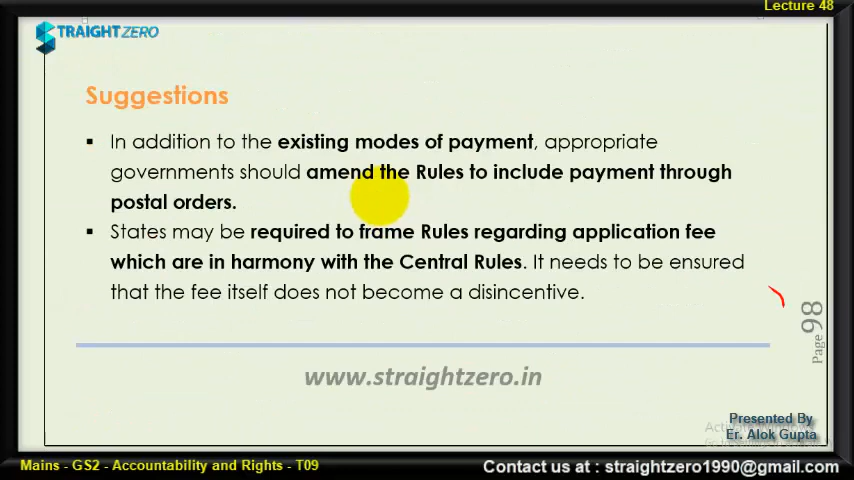 Lecture 48
STRAIGHTZERO
Suggestions
▪ In addition to the existing modes of payment, appropriate
governments should amend the Rules to include payment through
postal orders.
▪ States may be required to frame Rules regarding application fee
which are in harmony with the Central Rules. It needs to be ensured
that the fee itself does not become a disincentive.
Page 98
www.straightzero.in
Presented By
Er. Alok Gupta
Mains - GS2 - Accountability and Rights - T09
Contact us at : straightzero1990@gmail.com